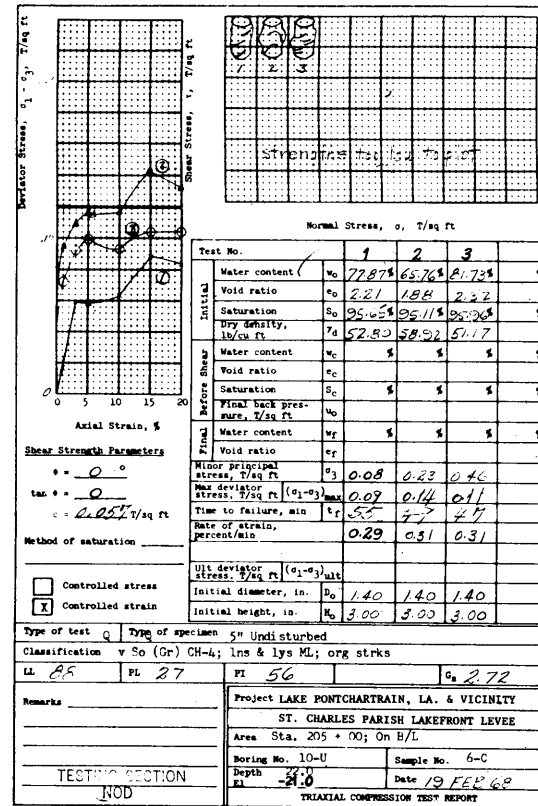 Deviator Stress, σ1 - σ3, T/sq ft
Shear Stress, τ, T/sq ft
1 2 3
0 5 10 15 20
Axial Strain, %
Normal Stress, σ, T/sq ft
Shear Strength Parameters
φ = 0 °
tan φ = 0
c = 0.057 T/sq ft
Method of saturation
Controlled stress
X Controlled strain
Test No. 1 2 3
Initial
Water content w₀ 77.87% 65.76% 81.73%
Void ratio e₀ 2.21 1.88 2.32
Saturation S₀ 95.65% 95.11% 95.96%
Dry density, lb/cu ft γd 52.80 58.92 51.17
Before Shear
Water content wc % % %
Void ratio ec
Saturation Sc % % %
Final back pressure, T/sq ft u₀
Final
Water content wf % % %
Void ratio ef
Minor principal stress, T/sq ft σ3 0.08 0.23 0.46
Max deviator stress, T/sq ft (σ1-σ3)max 0.09 0.14 0.11
Time to failure, min tf 55 47 47
Rate of strain, percent/min 0.29 0.31 0.31
Ult deviator stress, T/sq ft (σ1-σ3)ult
Initial diameter, in. D₀ 1.40 1.40 1.40
Initial height, in. H₀ 3.00 3.00 3.00
Type of test Q Type of specimen 5" Undisturbed
Classification v So (Gr) CH-4; lns & lys ML; org strks
LL 88 PL 27 PI 56 Gs 2.72
Remarks
TESTING SECTION
NOD
Project LAKE PONTCHARTRAIN, LA. & VICINITY
ST. CHARLES PARISH LAKEFRONT LEVEE
Area Sta. 205 + 00; On B/L
Boring No. 10-U Sample No. 6-C
Depth 22.0
El -21.0
Date 19 FEB 68
TRIAXIAL COMPRESSION TEST REPORT